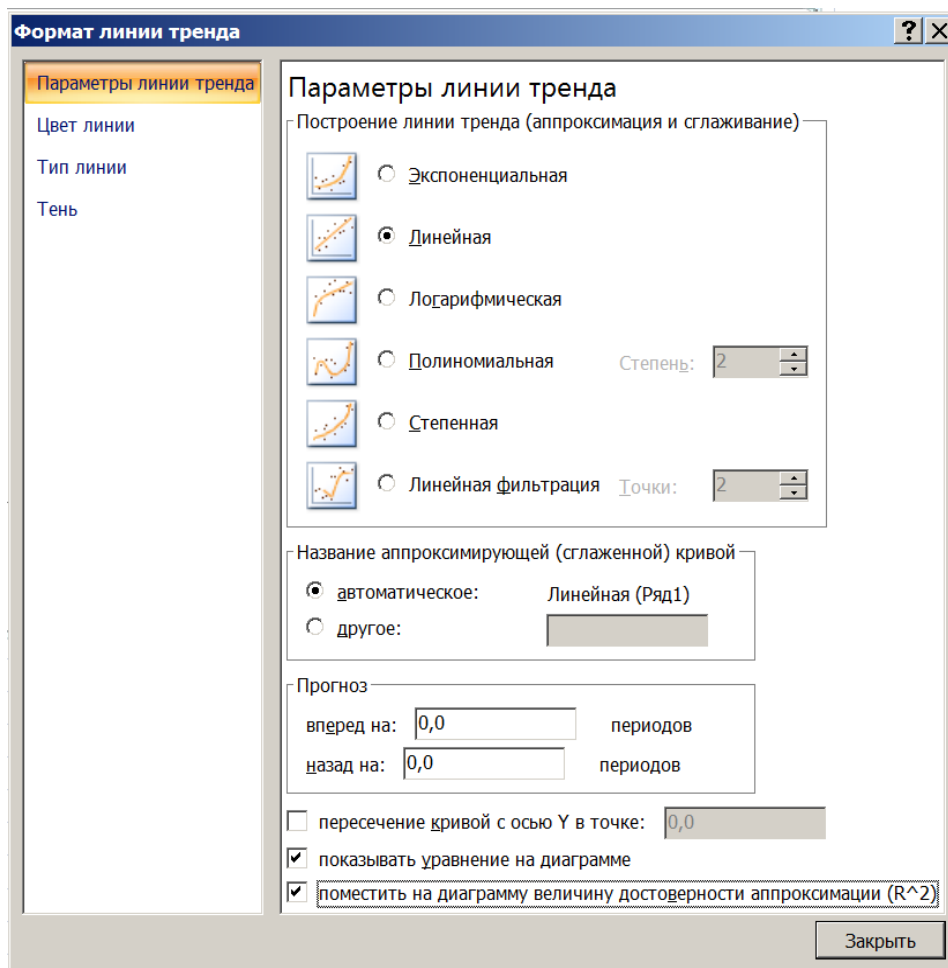 Формат линии тренда
Параметры линии тренда
Цвет линии
Тип линии
Тень
Параметры линии тренда
Построение линии тренда (аппроксимация и сглаживание)
Экспоненциальная
Линейная
Логарифмическая
Полиномиальная Степень: 2
Степенная
Линейная фильтрация Точки: 2
Название аппроксимирующей (сглаженной) кривой
автоматическое: Линейная (Ряд1)
другое:
Прогноз
вперед на: 0,0 периодов
назад на: 0,0 периодов
пересечение кривой с осью Y в точке: 0,0
показывать уравнение на диаграмме
поместить на диаграмму величину достоверности аппроксимации (R^2)
Закрыть